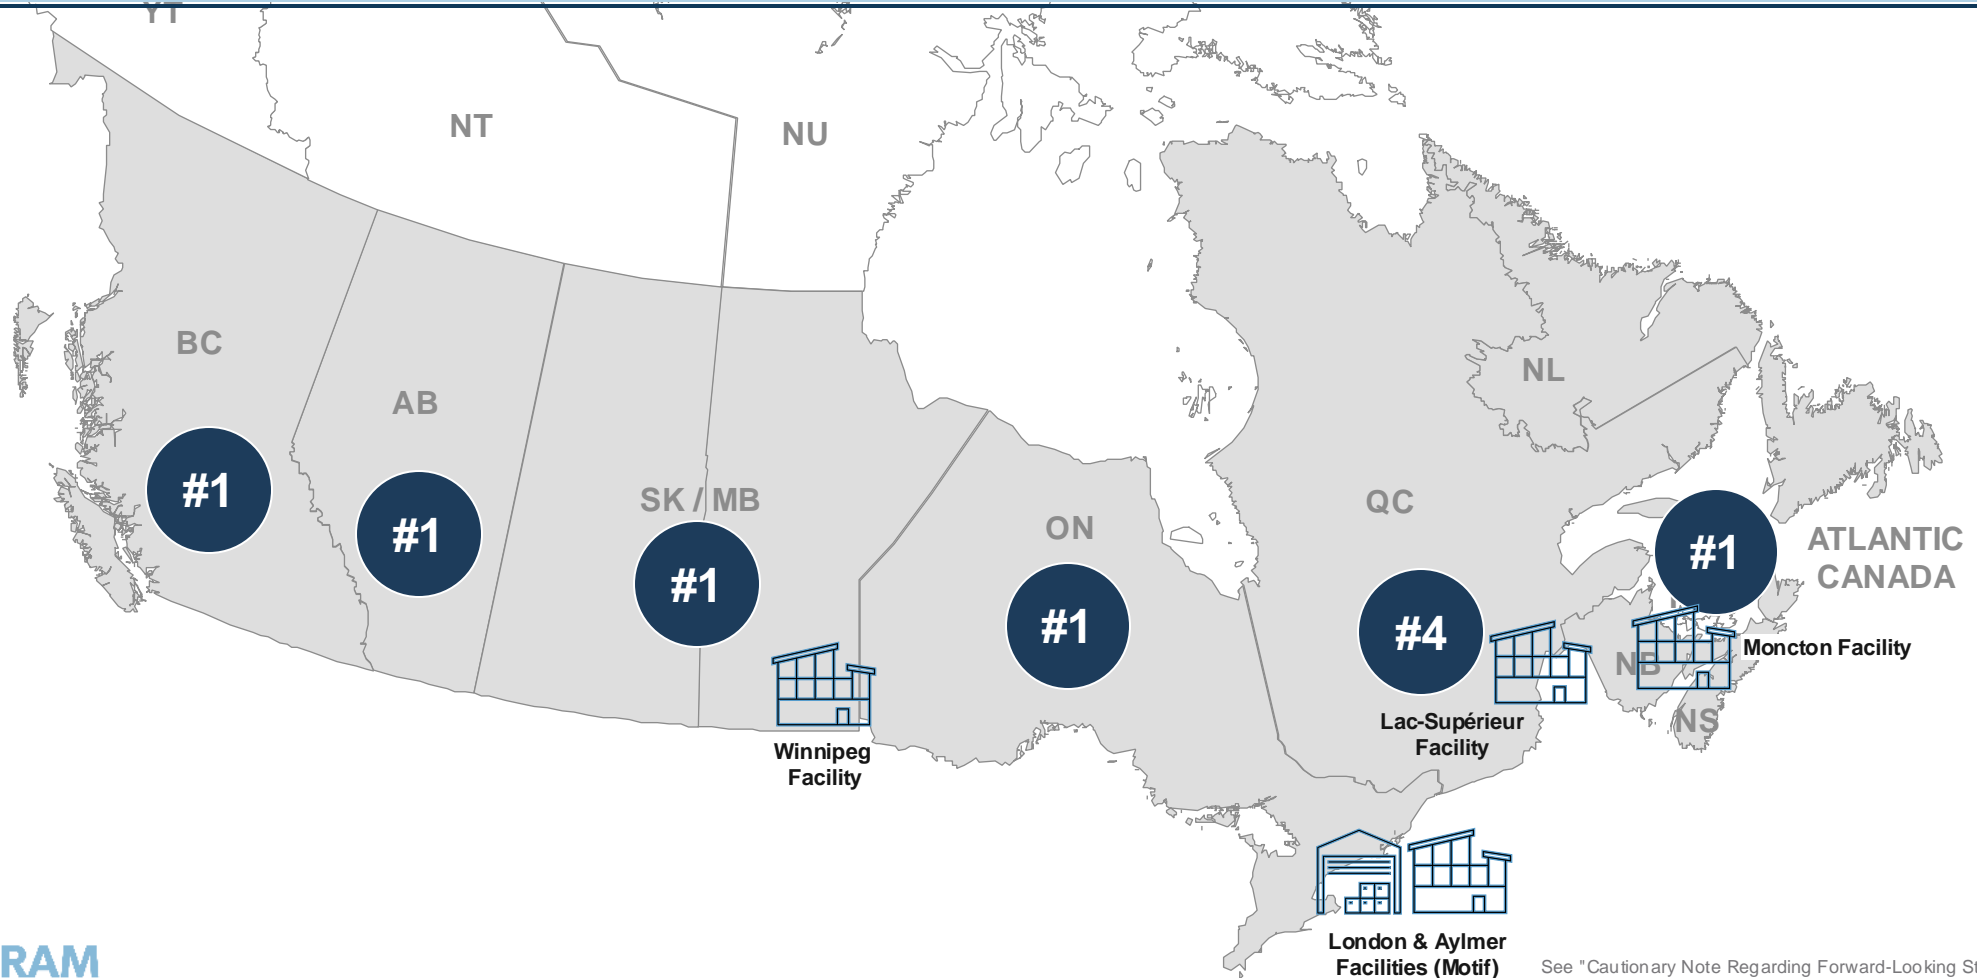 YT
NT
NU
BC
AB
SK / MB
ON
QC
NL
ATLANTIC
CANADA
#1
#1
#1
#1
#4
#1
NB
NS
Moncton Facility
Lac-Supérieur
Facility
Winnipeg
Facility
London & Aylmer
Facilities (Motif)
RAM
See "Cautionary Note Regarding Forward-Looking St